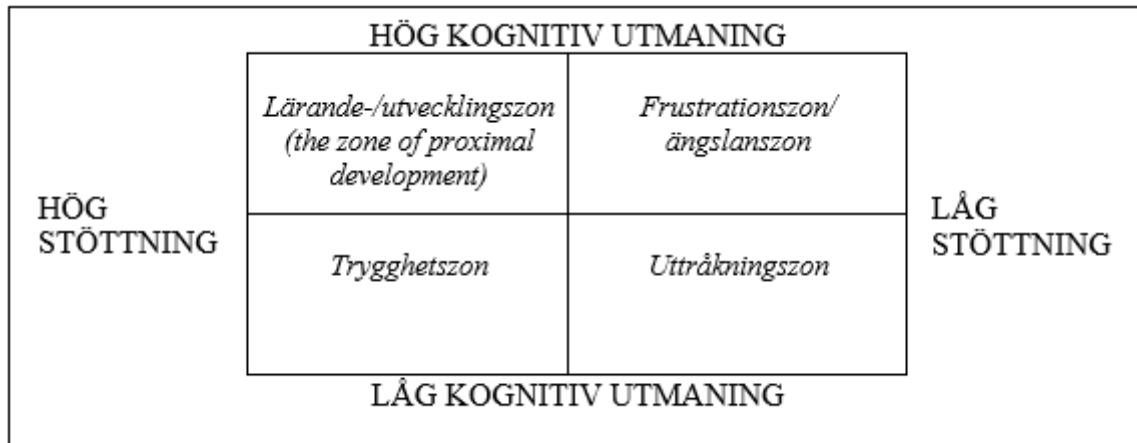 HÖG KOGNITIV UTMANING
Lärande-/utvecklingszon
(the zone of proximal
development)
Frustrationszon/
ängslanszon
HÖG
STÖTTNING
LÅG
STÖTTNING
Trygghetszon
Uttråkningszon
LÅG KOGNITIV UTMANING